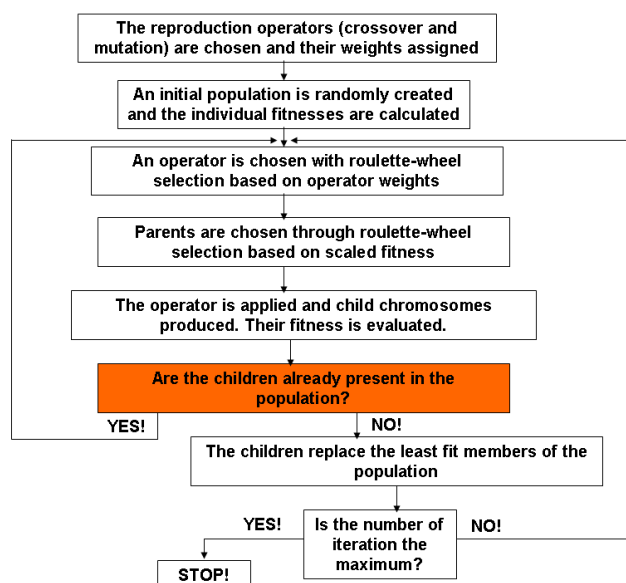 The reproduction operators (crossover and
mutation) are chosen and their weights assigned
An initial population is randomly created
and the individual fitnesses are calculated
An operator is chosen with roulette-wheel
selection based on operator weights
Parents are chosen through roulette-wheel
selection based on scaled fitness
The operator is applied and child chromosomes
produced. Their fitness is evaluated.
Are the children already present in the
population?
YES!
NO!
The children replace the least fit members of the
population
YES!
Is the number of
iteration the
maximum?
NO!
STOP!